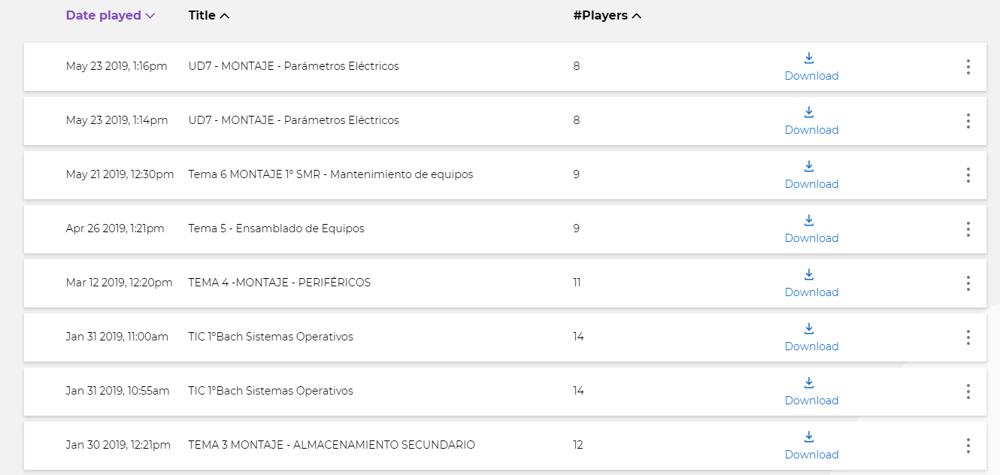 Date played Title #Players
May 23 2019, 1:16pm UD7 - MONTAJE - Parámetros Eléctricos 8 Download
May 23 2019, 1:14pm UD7 - MONTAJE - Parámetros Eléctricos 8 Download
May 21 2019, 12:30pm Tema 6 MONTAJE 1º SMR - Mantenimiento de equipos 9 Download
Apr 26 2019, 1:21pm Tema 5 - Ensamblado de Equipos 9 Download
Mar 12 2019, 12:20pm TEMA 4 -MONTAJE - PERIFÉRICOS 11 Download
Jan 31 2019, 11:00am TIC 1ºBach Sistemas Operativos 14 Download
Jan 31 2019, 10:55am TIC 1ºBach Sistemas Operativos 14 Download
Jan 30 2019, 12:21pm TEMA 3 MONTAJE - ALMACENAMIENTO SECUNDARIO 12 Download